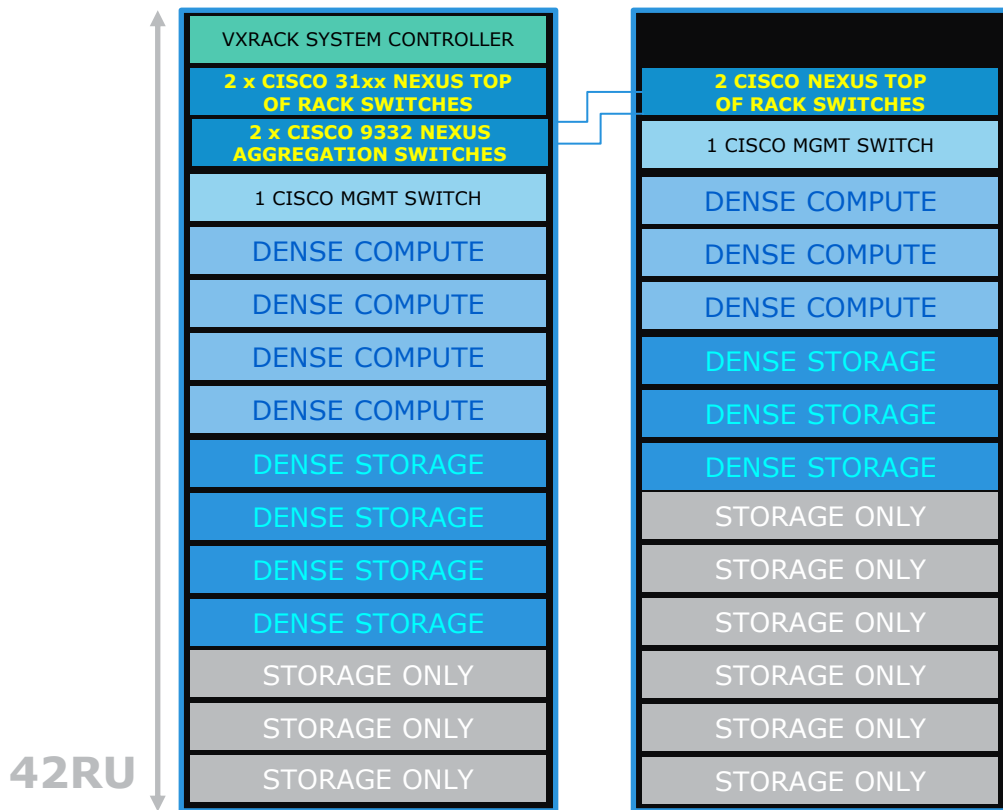 VXRACK SYSTEM CONTROLLER
2 x CISCO 31xx NEXUS TOP
OF RACK SWITCHES
2 x CISCO 9332 NEXUS
AGGREGATION SWITCHES
1 CISCO MGMT SWITCH
DENSE COMPUTE
DENSE COMPUTE
DENSE COMPUTE
DENSE COMPUTE
DENSE STORAGE
DENSE STORAGE
DENSE STORAGE
DENSE STORAGE
STORAGE ONLY
STORAGE ONLY
STORAGE ONLY
42RU
2 CISCO NEXUS TOP
OF RACK SWITCHES
1 CISCO MGMT SWITCH
DENSE COMPUTE
DENSE COMPUTE
DENSE COMPUTE
DENSE STORAGE
DENSE STORAGE
DENSE STORAGE
STORAGE ONLY
STORAGE ONLY
STORAGE ONLY
STORAGE ONLY
STORAGE ONLY
STORAGE ONLY